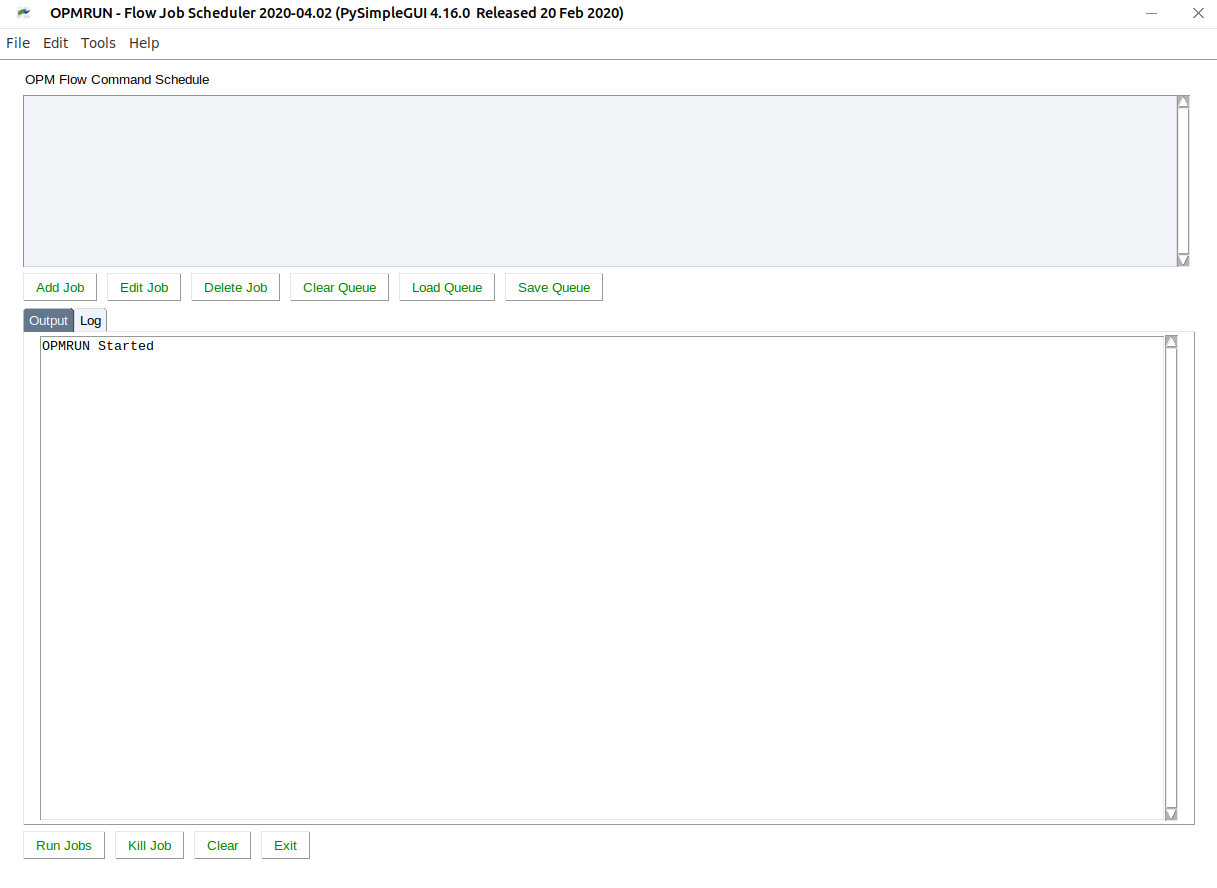 OPMRUN - Flow Job Scheduler 2020-04.02 (PySimpleGUI 4.16.0  Released 20 Feb 2020)
File Edit Tools Help
OPM Flow Command Schedule
Add Job Edit Job Delete Job Clear Queue Load Queue Save Queue
Output Log
OPMRUN Started
Run Jobs Kill Job Clear Exit